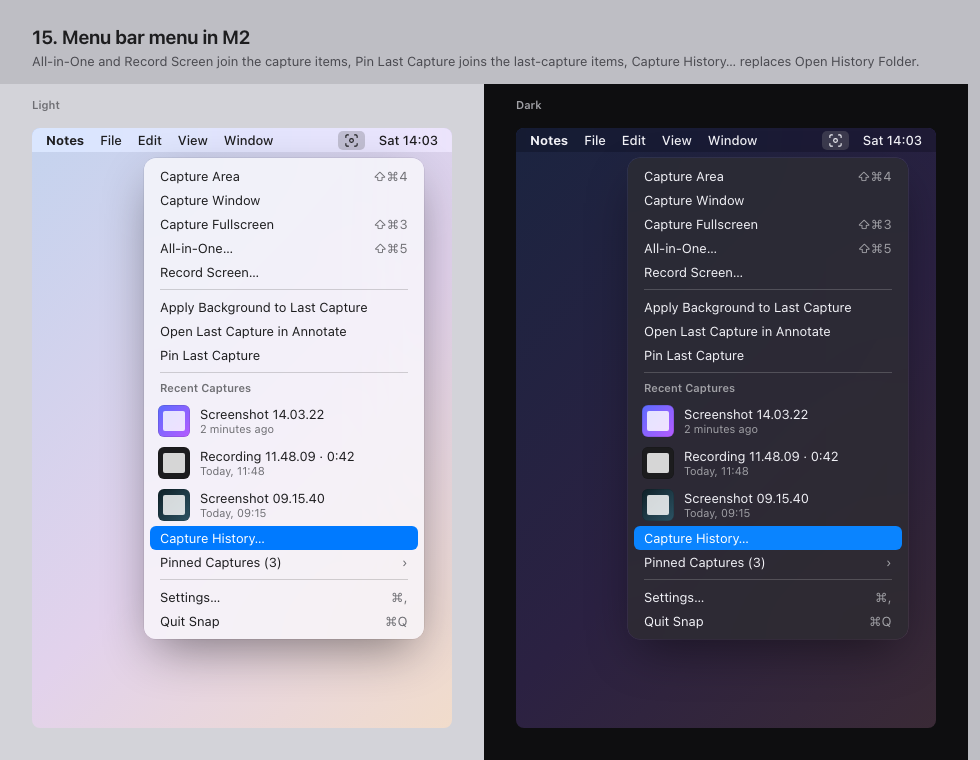 15. Menu bar menu in M2
All-in-One and Record Screen join the capture items, Pin Last Capture joins the last-capture items, Capture History... replaces Open History Folder.
Light
Notes File Edit View Window Sat 14:03
Capture Area ⇧⌘4
Capture Window
Capture Fullscreen ⇧⌘3
All-in-One... ⇧⌘5
Record Screen...
Apply Background to Last Capture
Open Last Capture in Annotate
Pin Last Capture
Recent Captures
Screenshot 14.03.22
2 minutes ago
Recording 11.48.09 · 0:42
Today, 11:48
Screenshot 09.15.40
Today, 09:15
Capture History...
Pinned Captures (3) ›
Settings... ⌘,
Quit Snap ⌘Q
Dark
Notes File Edit View Window Sat 14:03
Capture Area ⇧⌘4
Capture Window
Capture Fullscreen ⇧⌘3
All-in-One... ⇧⌘5
Record Screen...
Apply Background to Last Capture
Open Last Capture in Annotate
Pin Last Capture
Recent Captures
Screenshot 14.03.22
2 minutes ago
Recording 11.48.09 · 0:42
Today, 11:48
Screenshot 09.15.40
Today, 09:15
Capture History...
Pinned Captures (3) ›
Settings... ⌘,
Quit Snap ⌘Q